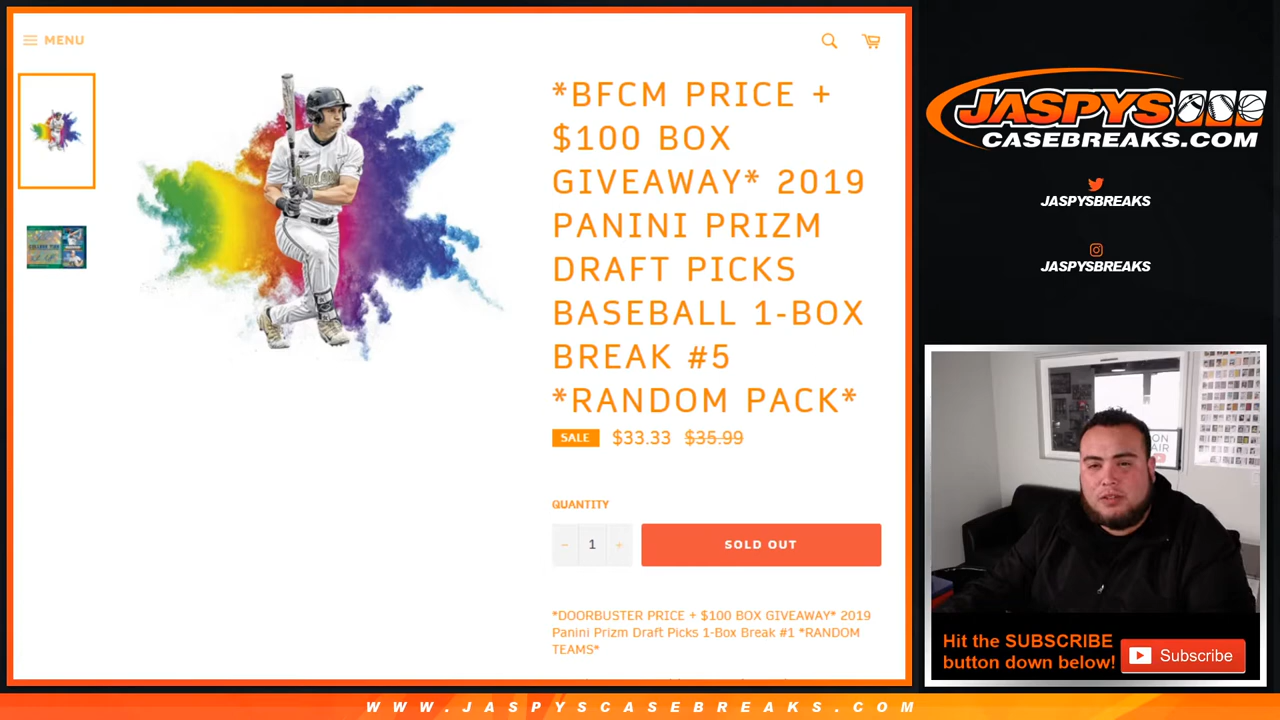 MENU
*BFCM PRICE +
$100 BOX
GIVEAWAY* 2019
PANINI PRIZM
DRAFT PICKS
BASEBALL 1-BOX
BREAK #5
*RANDOM PACK*
SALE $33.33 $35.99
QUANTITY
− 1 + SOLD OUT
*DOORBUSTER PRICE + $100 BOX GIVEAWAY* 2019
Panini Prizm Draft Picks 1-Box Break #1 *RANDOM
TEAMS*
JASPYS
CASEBREAKS.COM
JASPYSBREAKS
JASPYSBREAKS
ON
AIR
Hit the SUBSCRIBE
button down below!
Subscribe
WWW.JASPYSCASEBREAKS.COM